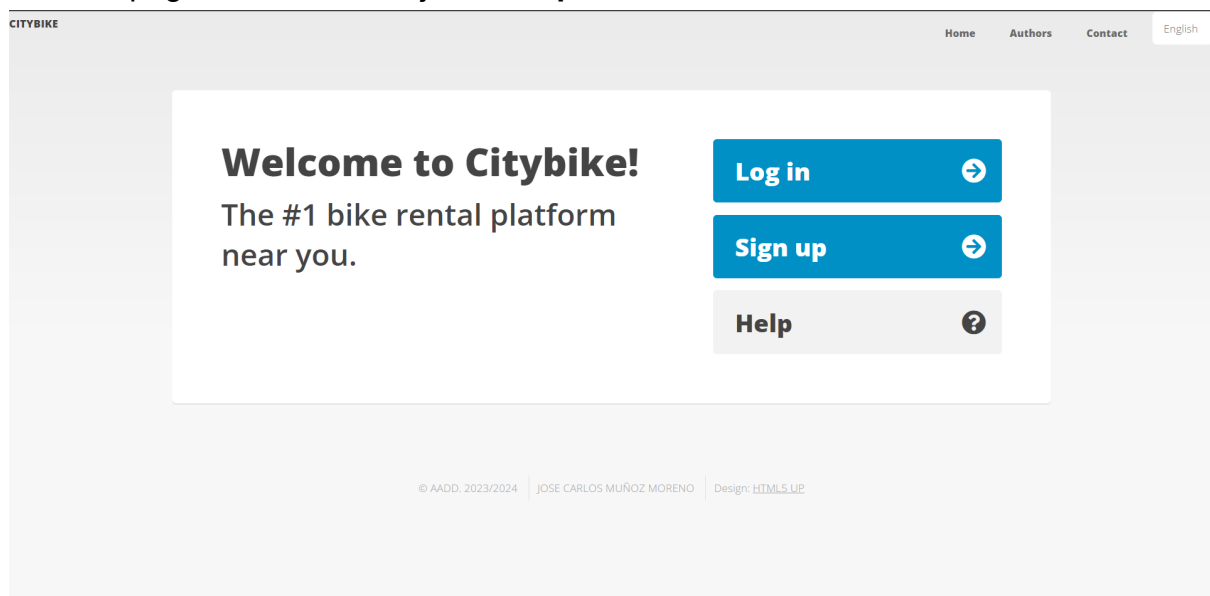 CITYBIKE
Home Authors Contact English
Welcome to Citybike!
The #1 bike rental platform
near you.
Log in
Sign up
Help
© AADD. 2023/2024 JOSE CARLOS MUÑOZ MORENO Design: HTML5 UP